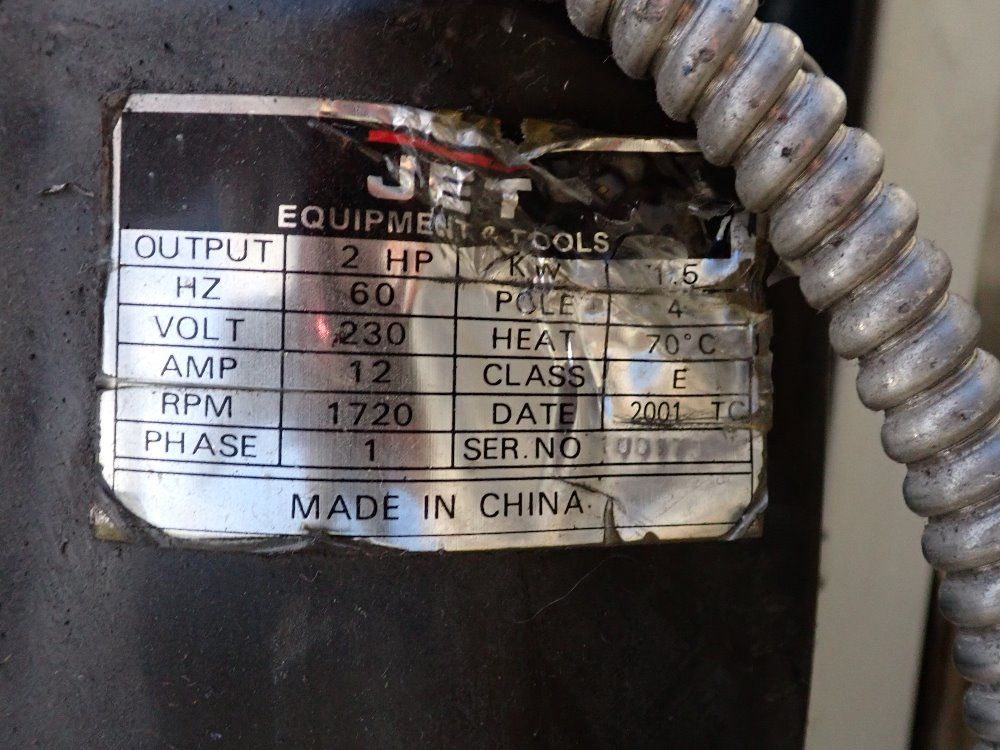 JET
EQUIPMENT & TOOLS
OUTPUT 2 HP KW 1.5
HZ 60 POLE 4
VOLT 230 HEAT 70°C
AMP 12 CLASS E
RPM 1720 DATE 2001 TC
PHASE 1 SER.NO
MADE IN CHINA